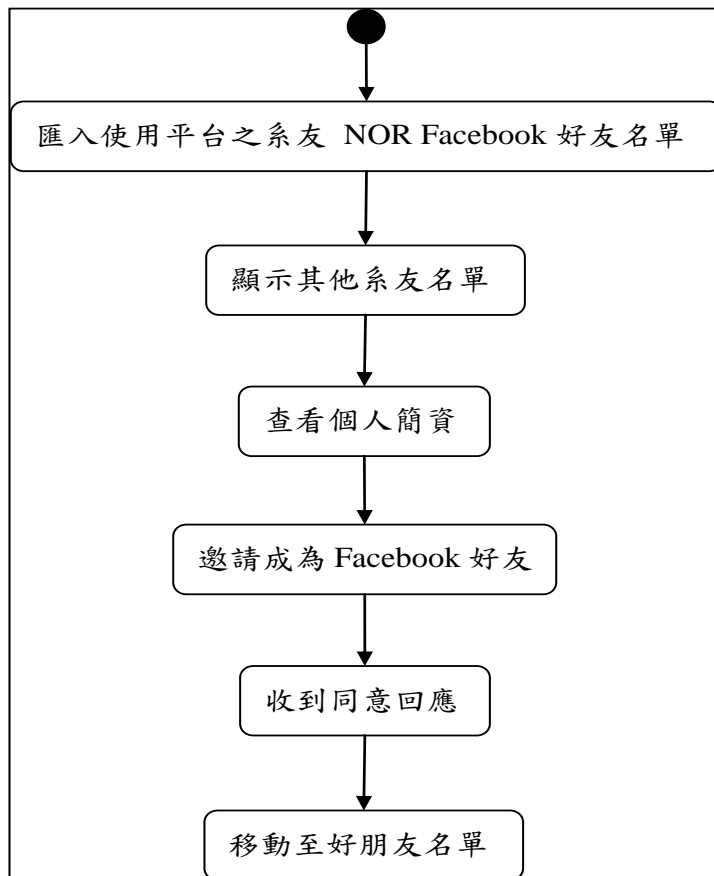 匯入使用平台之系友 NOR Facebook 好友名單
顯示其他系友名單
查看個人簡資
邀請成為 Facebook 好友
收到同意回應
移動至好朋友名單